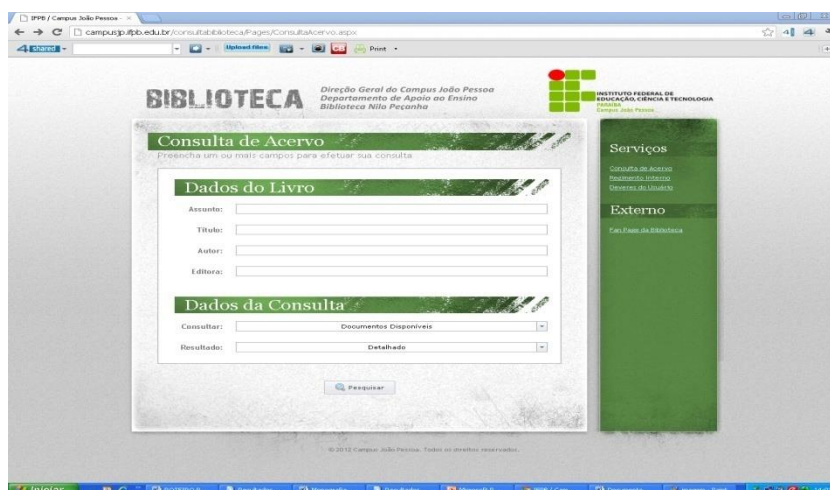 IFPB / Campus João Pessoa -
campusjp.ifpb.edu.br/consultabiblioteca/Pages/ConsultaAcervo.aspx
4shared
Upload files
Print
BIBLIOTECA
Direção Geral do Campus João Pessoa
Departamento de Apoio ao Ensino
Biblioteca Nilo Peçanha
INSTITUTO FEDERAL DE
EDUCAÇÃO, CIÊNCIA E TECNOLOGIA
PARAÍBA
Campus João Pessoa
Consulta de Acervo
Preencha um ou mais campos para efetuar sua consulta
Dados do Livro
Assunto:
Título:
Autor:
Editora:
Dados da Consulta
Consultar: Documentos Disponíveis
Resultado: Detalhado
Pesquisar
Serviços
Consulta de Acervo
Regimento Interno
Deveres do Usuário
Externo
Fan Page da Biblioteca
© 2012 Campus João Pessoa. Todos os direitos reservados.
Iniciar